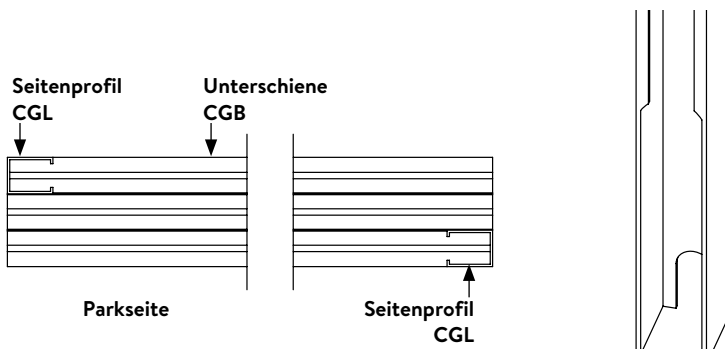 Seitenprofil
CGL
Unterschiene
CGB
Parkseite
Seitenprofil
CGL